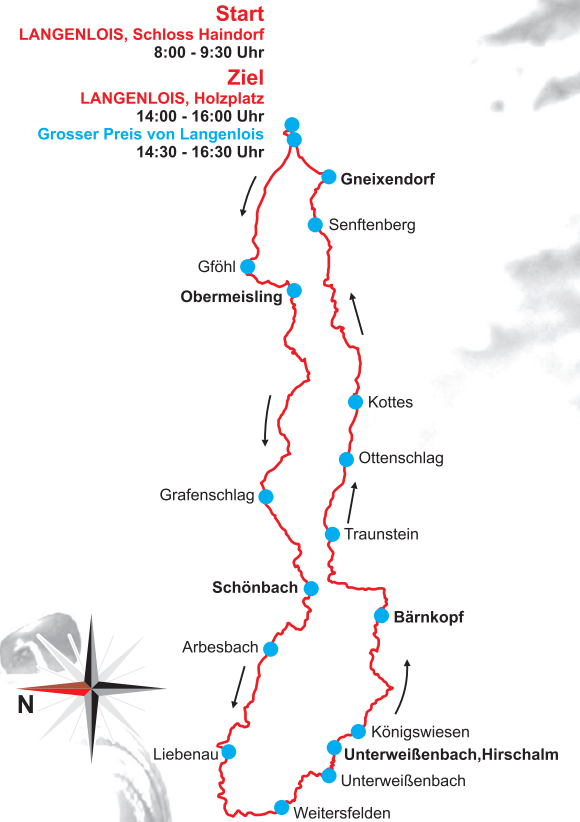 Start
LANGENLOIS, Schloss Haindorf
8:00 - 9:30 Uhr
Ziel
LANGENLOIS, Holzplatz
14:00 - 16:00 Uhr
Grosser Preis von Langenlois
14:30 - 16:30 Uhr
Gneixendorf
Senftenberg
Gföhl
Obermeisling
Kottes
Ottenschlag
Grafenschlag
Traunstein
Schönbach
Bärnkopf
Arbesbach
N
Königswiesen
Liebenau
Unterweißenbach,Hirschalm
Unterweißenbach
Weitersfelden